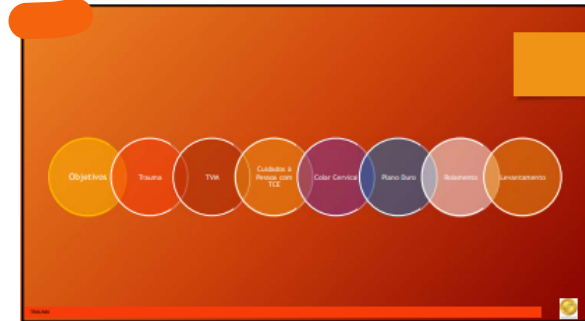 Objetivos
Trauma
TVM
Cuidados à
Pessoa com
TCE
Colar Cervical
Plano Duro
Rolamento
Levantamento